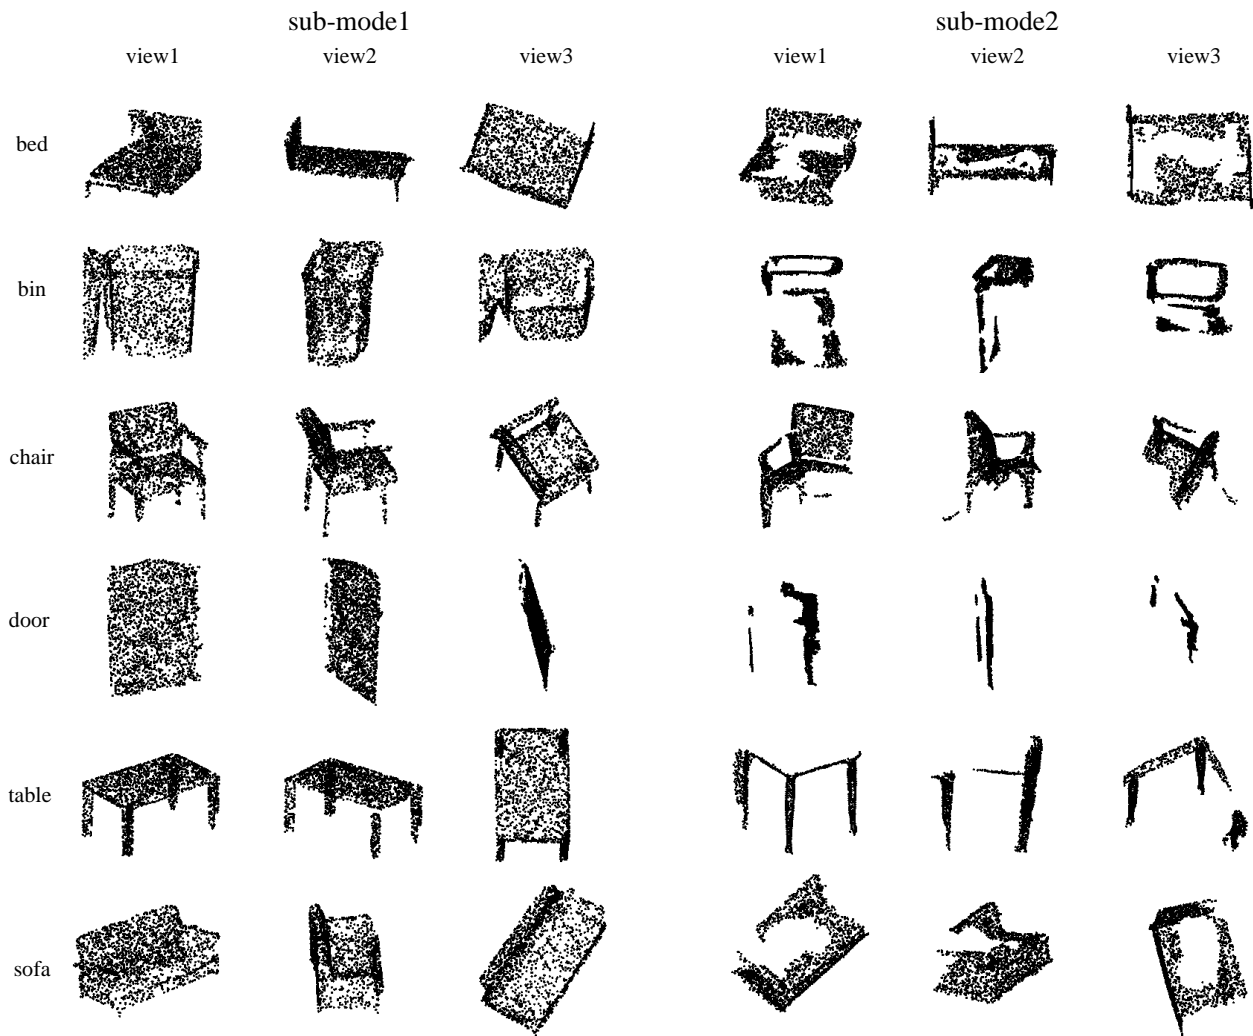 sub-mode1 sub-mode2
view1 view2 view3 view1 view2 view3
bed
bin
chair
door
table
sofa